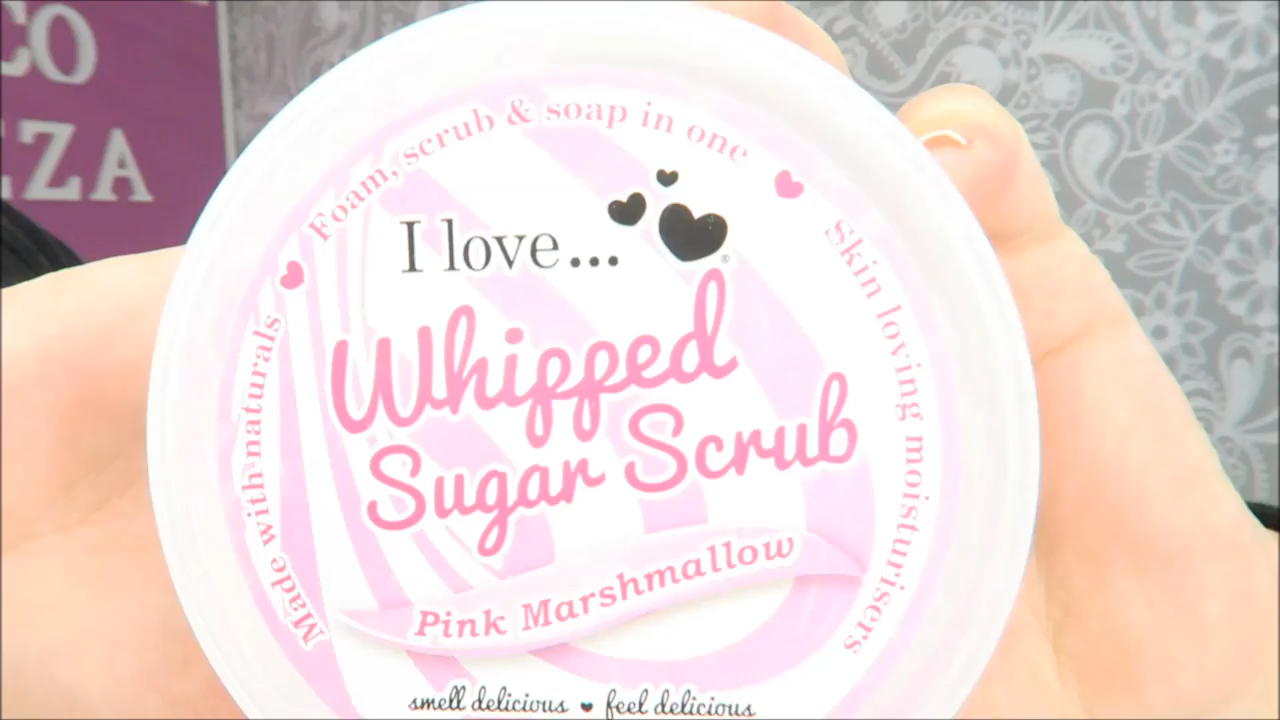 CO
ZA
Foam, scrub & soap in one
Skin loving moisturisers
Made with naturals
I love...
®
Whipped
Sugar Scrub
Pink Marshmallow
smell delicious feel delicious